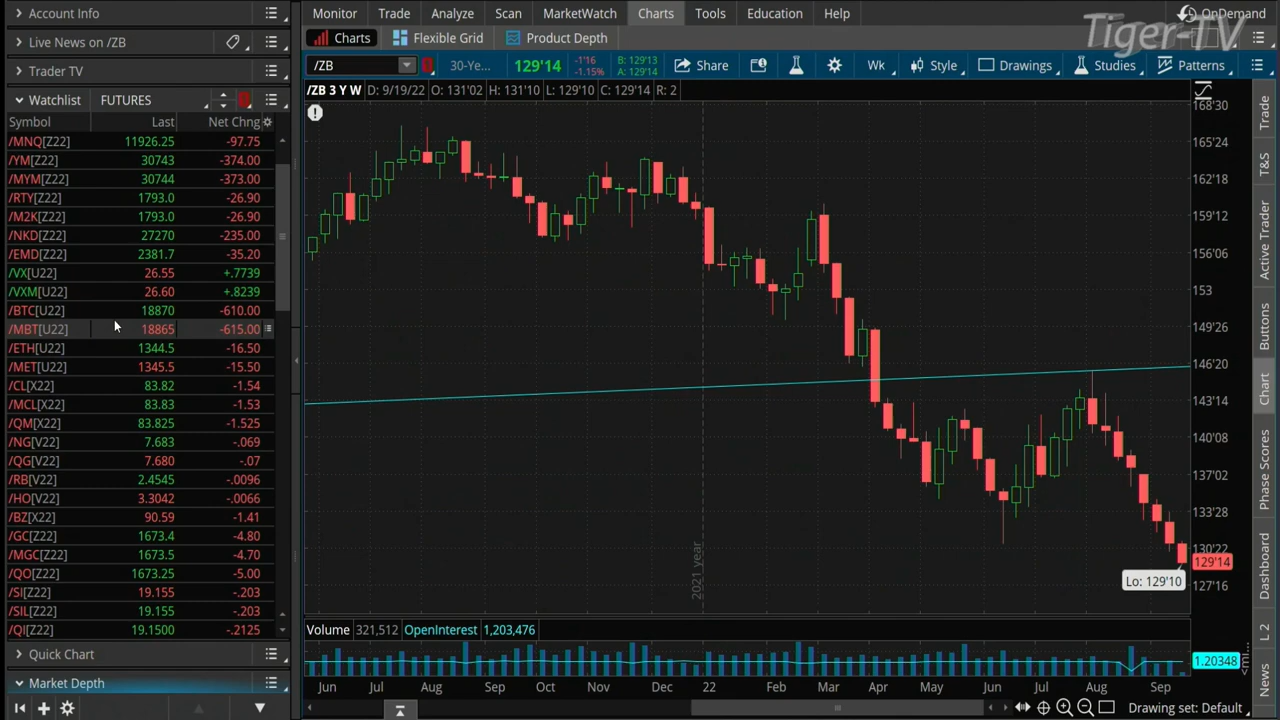 Account Info
Monitor Trade Analyze Scan MarketWatch Charts Tools Education Help OnDemand
Tiger-TV
Live News on /ZB
Charts Flexible Grid Product Depth
Trader TV
/ZB 30-Ye... 129'14 -1'16 -1.15% B: 129'13 A: 129'14 Share Wk Style Drawings Studies Patterns
Watchlist FUTURES
/ZB 3 Y W D: 9/19/22 O: 131'02 H: 131'10 L: 129'10 C: 129'14 R: 2
Symbol Last Net Chng
/MNQ[Z22] 11926.25 -97.75
/YM[Z22] 30743 -374.00
/MYM[Z22] 30744 -373.00
/RTY[Z22] 1793.0 -26.90
/M2K[Z22] 1793.0 -26.90
/NKD[Z22] 27270 -235.00
/EMD[Z22] 2381.7 -35.20
/VX[U22] 26.55 +.7739
/VXM[U22] 26.60 +.8239
/BTC[U22] 18870 -610.00
/MBT[U22] 18865 -615.00
/ETH[U22] 1344.5 -16.50
/MET[U22] 1345.5 -15.50
/CL[X22] 83.82 -1.54
/MCL[X22] 83.83 -1.53
/QM[X22] 83.825 -1.525
/NG[V22] 7.683 -.069
/QG[V22] 7.680 -.07
/RB[V22] 2.4545 -.0096
/HO[V22] 3.3042 -.0066
/BZ[X22] 90.59 -1.41
/GC[Z22] 1673.4 -4.80
/MGC[Z22] 1673.5 -4.70
/QO[Z22] 1673.25 -5.00
/SI[Z22] 19.155 -.203
/SIL[Z22] 19.155 -.203
/QI[Z22] 19.1500 -.2125
Quick Chart
Market Depth
168'30
165'24
162'18
159'12
156'06
153
149'26
146'20
143'14
140'08
137'02
133'28
130'22
129'14
127'16
Lo: 129'10
2021 year
Volume 321,512 OpenInterest 1,203,476
1.20348
Jun Jul Aug Sep Oct Nov Dec 22 Feb Mar Apr May Jun Jul Aug Sep
Drawing set: Default
Trade
T&S
Active Trader
Buttons
Chart
Phase Scores
Dashboard
L 2
News